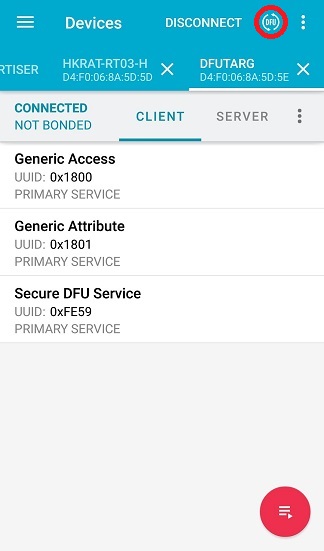 Devices
DISCONNECT
DFU
RTISER
HKRAT-RT03-H
D4:F0:06:8A:5D:5D
DFUTARG
D4:F0:06:8A:5D:5E
CONNECTED
NOT BONDED
CLIENT
SERVER
Generic Access
UUID: 0x1800
PRIMARY SERVICE
Generic Attribute
UUID: 0x1801
PRIMARY SERVICE
Secure DFU Service
UUID: 0xFE59
PRIMARY SERVICE